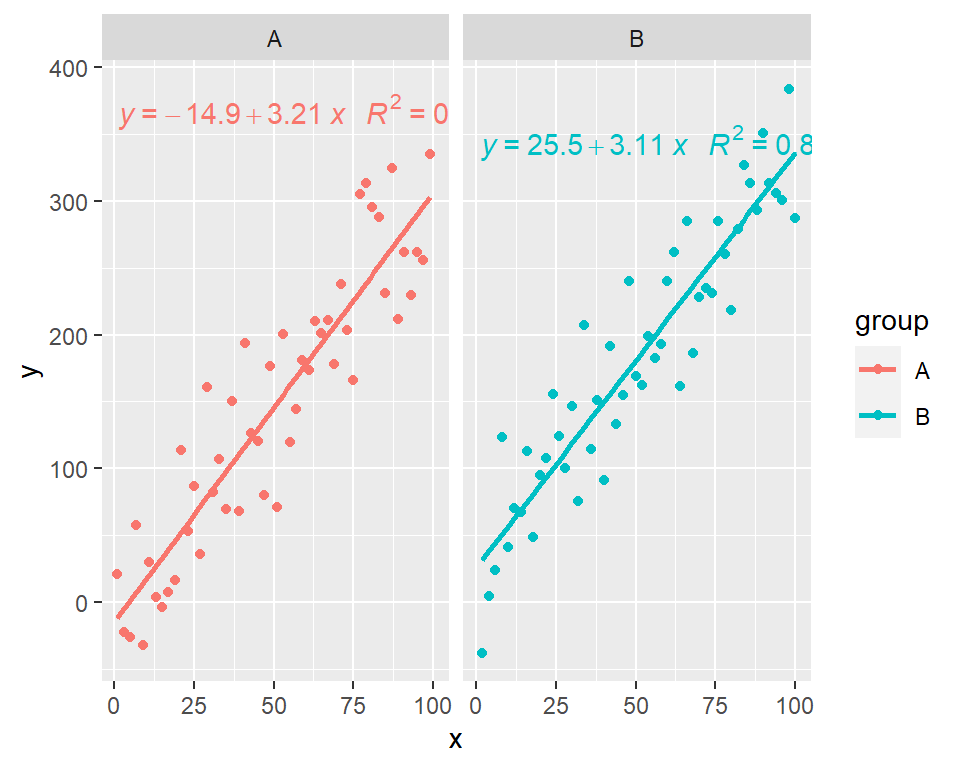 A B
400
300
200
100
0
y
y = −14.9 + 3.21 x R² = 0
y = 25.5 + 3.11 x R² = 0.8
0 25 50 75 100 0 25 50 75 100
x
group
A
B